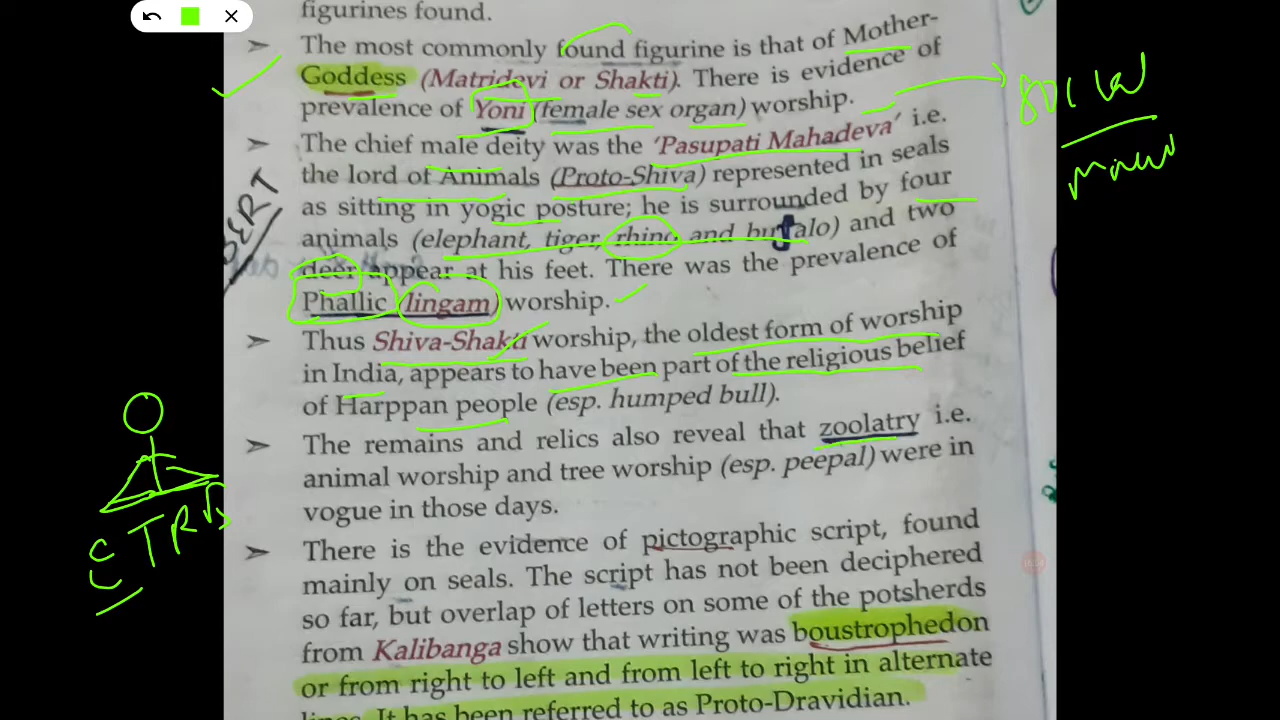 figurines found.
➤ The most commonly found figurine is that of Mother-
Goddess (Matridevi or Shakti). There is evidence of
prevalence of Yoni (female sex organ) worship.
➤ The chief male deity was the 'Pasupati Mahadeva' i.e.
the lord of Animals (Proto-Shiva) represented in seals
as sitting in yogic posture; he is surrounded by four
animals (elephant, tiger, rhino and buffalo) and two
deer appear at his feet. There was the prevalence of
Phallic (lingam) worship.
➤ Thus Shiva-Shakti worship, the oldest form of worship
in India, appears to have been part of the religious belief
of Harppan people (esp. humped bull).
➤ The remains and relics also reveal that zoolatry i.e.
animal worship and tree worship (esp. peepal) were in
vogue in those days.
➤ There is the evidence of pictographic script, found
mainly on seals. The script has not been deciphered
so far, but overlap of letters on some of the potsherds
from Kalibanga show that writing was boustrophedon
or from right to left and from left to right in alternate
lines. It has been referred to as Proto-Dravidian.